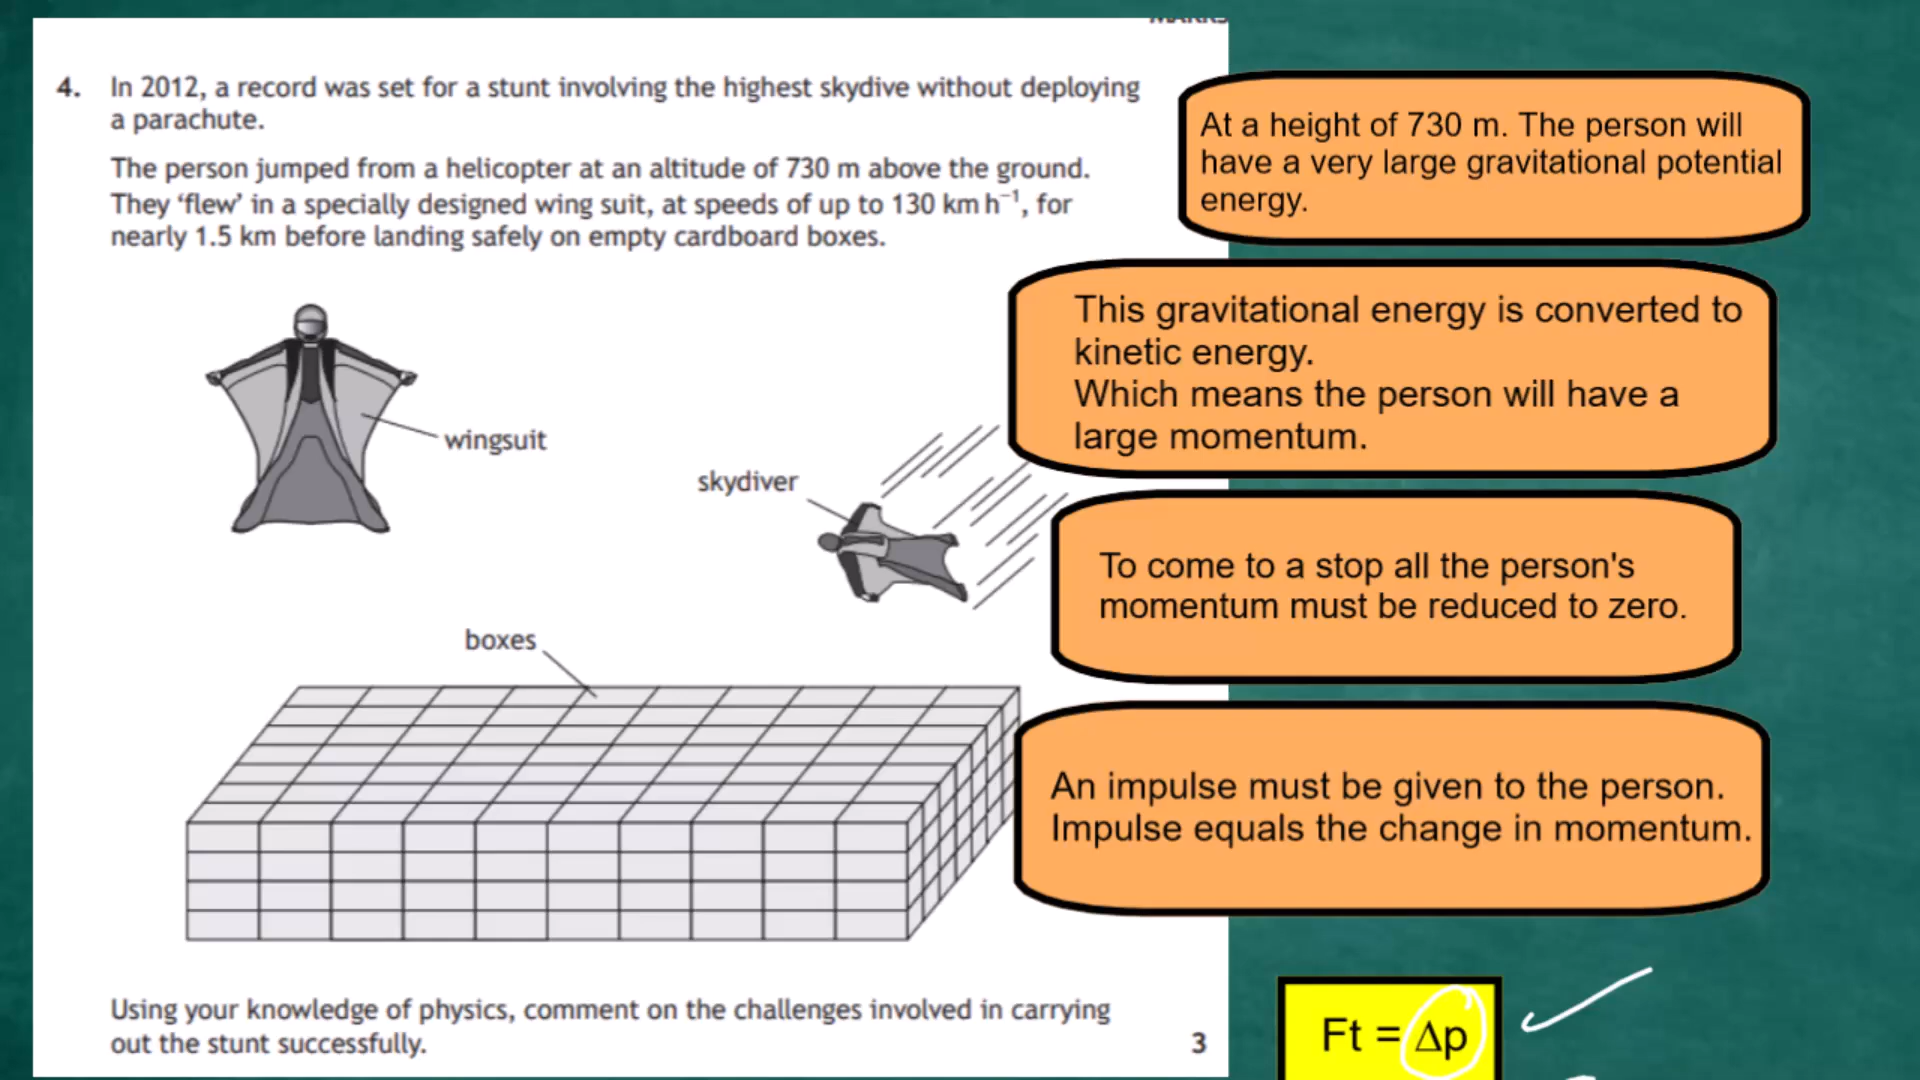 4. In 2012, a record was set for a stunt involving the highest skydive without deploying
a parachute.
The person jumped from a helicopter at an altitude of 730 m above the ground.
They ‘flew’ in a specially designed wing suit, at speeds of up to 130 km h⁻¹, for
nearly 1.5 km before landing safely on empty cardboard boxes.
wingsuit
skydiver
boxes
Using your knowledge of physics, comment on the challenges involved in carrying
out the stunt successfully.
3
At a height of 730 m. The person will
have a very large gravitational potential
energy.
This gravitational energy is converted to
kinetic energy.
Which means the person will have a
large momentum.
To come to a stop all the person's
momentum must be reduced to zero.
An impulse must be given to the person.
Impulse equals the change in momentum.
Ft = Δp